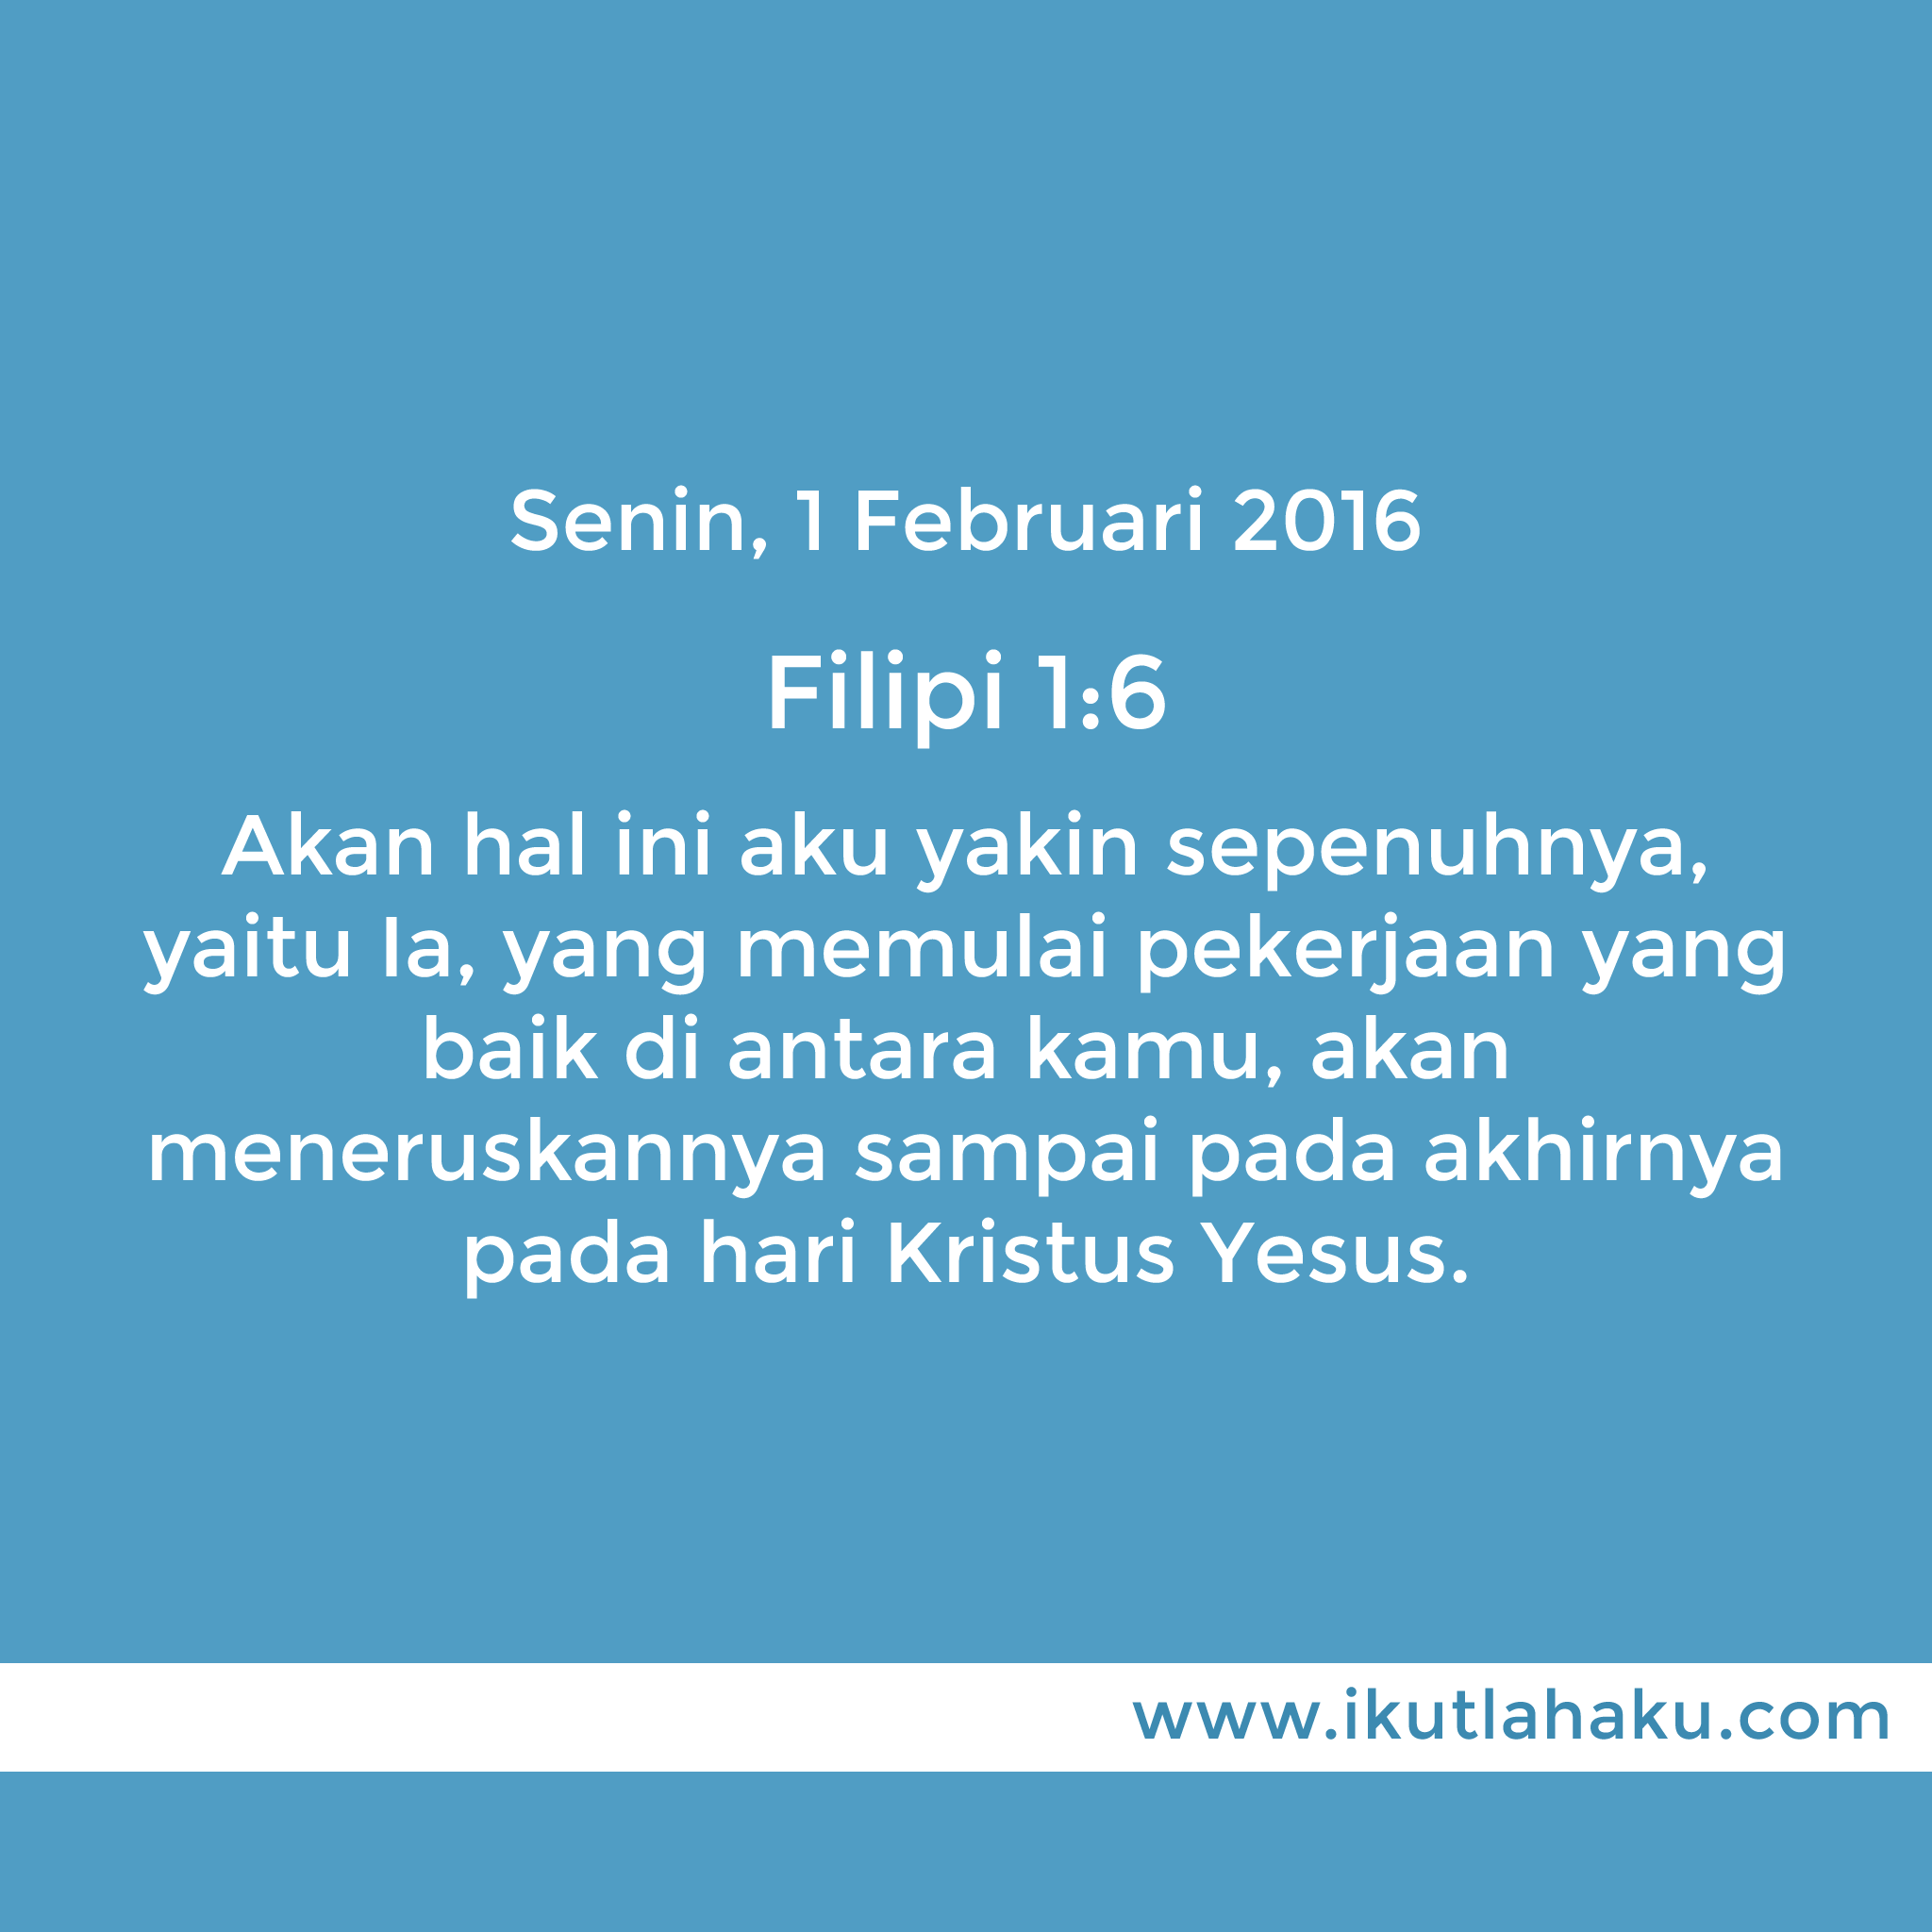 Senin, 1 Februari 2016
Filipi 1:6
Akan hal ini aku yakin sepenuhnya,
yaitu Ia, yang memulai pekerjaan yang
baik di antara kamu, akan
meneruskannya sampai pada akhirnya
pada hari Kristus Yesus.
www.ikutlahaku.com